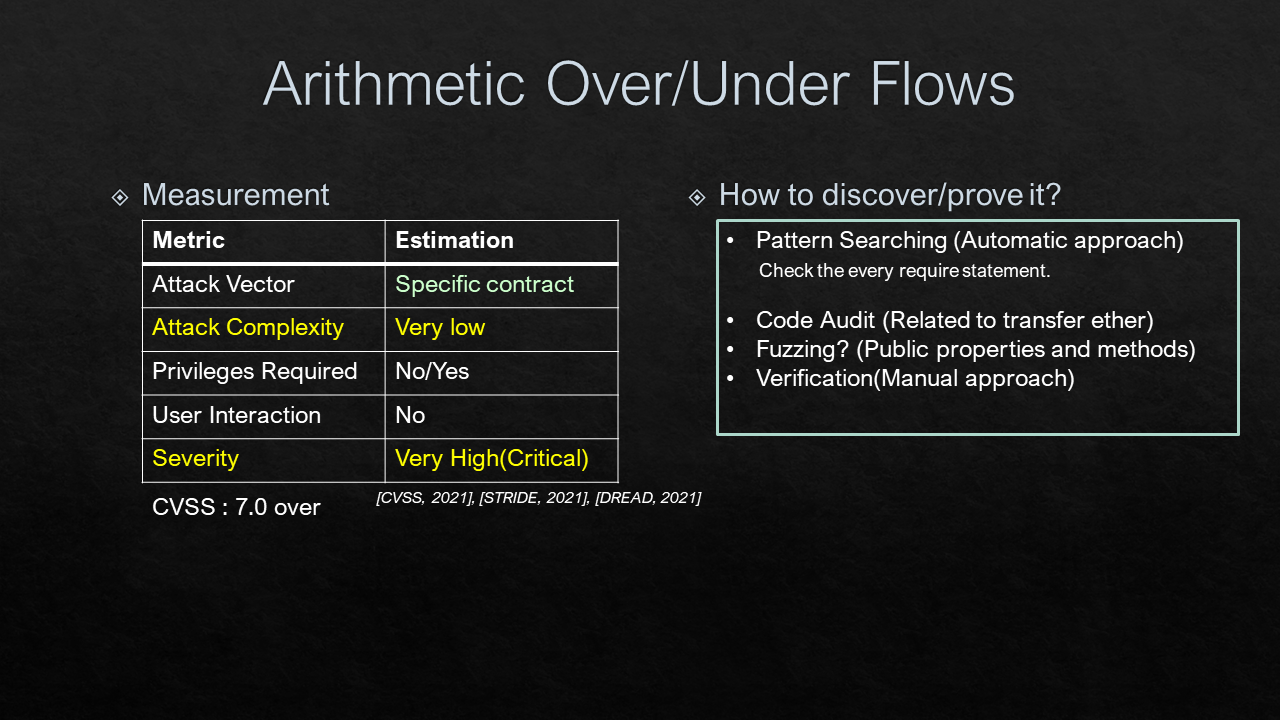 Arithmetic Over/Under Flows
Measurement
Metric Estimation
Attack Vector Specific contract
Attack Complexity Very low
Privileges Required No/Yes
User Interaction No
Severity Very High(Critical)
CVSS : 7.0 over
[CVSS, 2021], [STRIDE, 2021], [DREAD, 2021]
How to discover/prove it?
• Pattern Searching (Automatic approach)
Check the every require statement.
• Code Audit (Related to transfer ether)
• Fuzzing? (Public properties and methods)
• Verification(Manual approach)